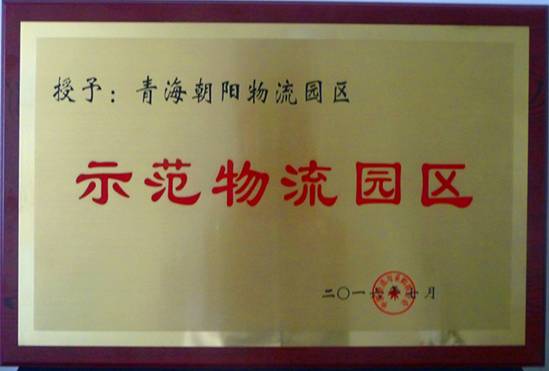 授予：青海朝阳物流园区
示范物流园区
二〇一 年七月